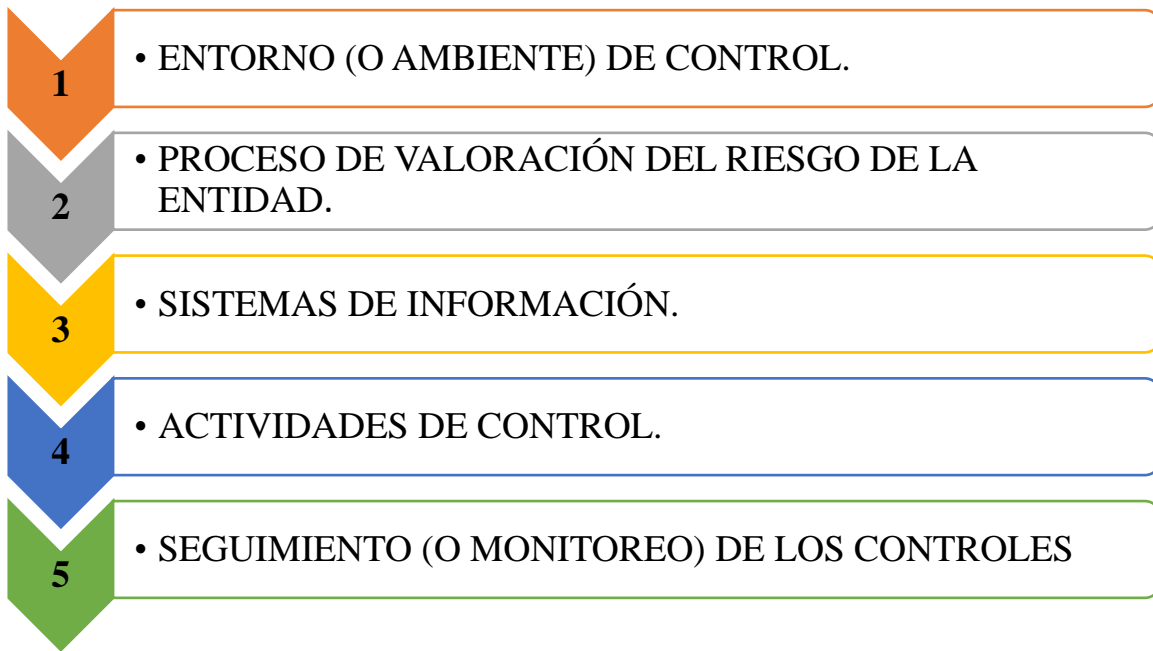 1
• ENTORNO (O AMBIENTE) DE CONTROL.
2
• PROCESO DE VALORACIÓN DEL RIESGO DE LA
ENTIDAD.
3
• SISTEMAS DE INFORMACIÓN.
4
• ACTIVIDADES DE CONTROL.
5
• SEGUIMIENTO (O MONITOREO) DE LOS CONTROLES